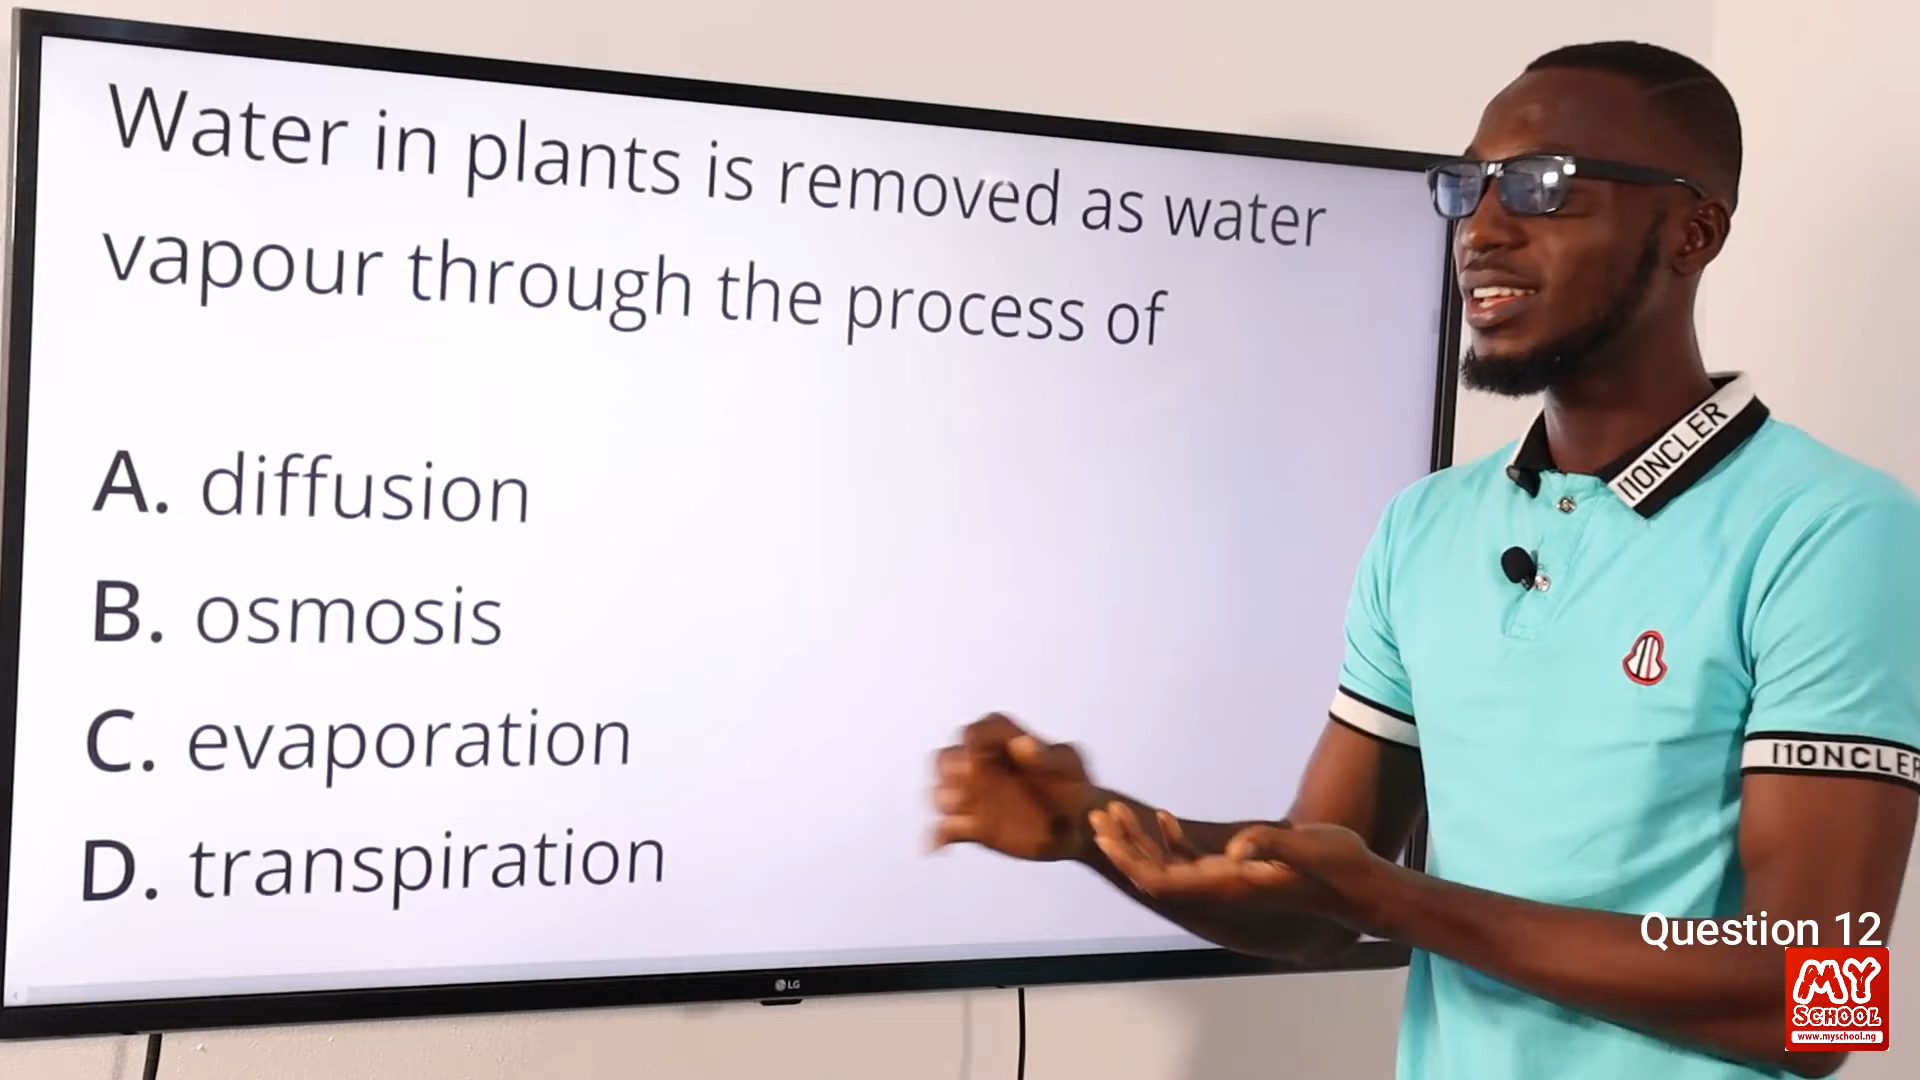 Water in plants is removed as water
vapour through the process of
A. diffusion
B. osmosis
C. evaporation
D. transpiration
LG
MONCLER
MONCLER
Question 12
MY
SCHOOL
www.myschool.ng